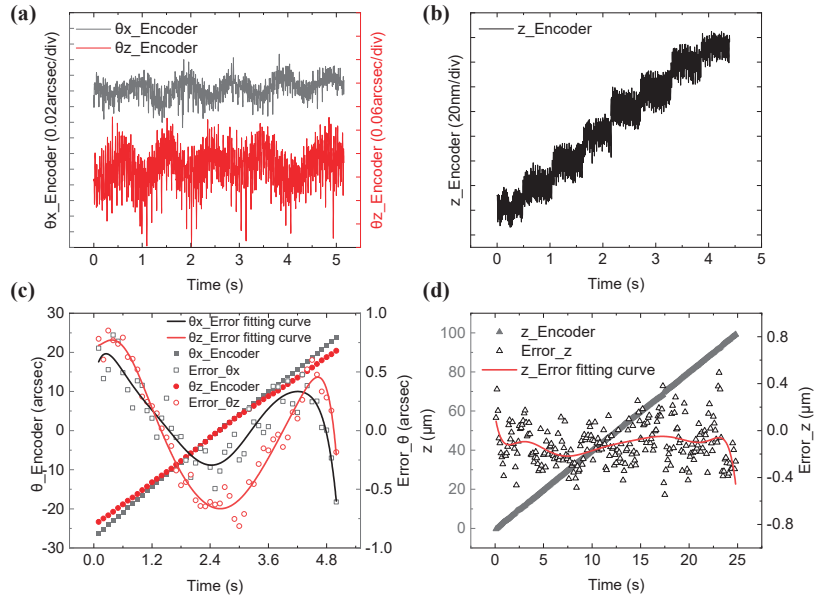 (a)
θx_Encoder
θz_Encoder
θx_Encoder (0.02arcsec/div)
θz_Encoder (0.06arcsec/div)
0 1 2 3 4 5
Time (s)
(b)
z_Encoder
z_Encoder (20nm/div)
0 1 2 3 4 5
Time (s)
(c)
θx_Error fitting curve
θz_Error fitting curve
θx_Encoder
Error_θx
θz_Encoder
Error_θz
30
20
10
0
-10
-20
-30
θ_Encoder (arcsec)
1.0
0.5
0.0
-0.5
-1.0
Error_θ (arcsec)
0.0 1.2 2.4 3.6 4.8
Time (s)
(d)
z_Encoder
Error_z
z_Error fitting curve
100
80
60
40
20
0
z (μm)
0.8
0.4
0.0
-0.4
-0.8
Error_z (μm)
0 5 10 15 20 25
Time (s)